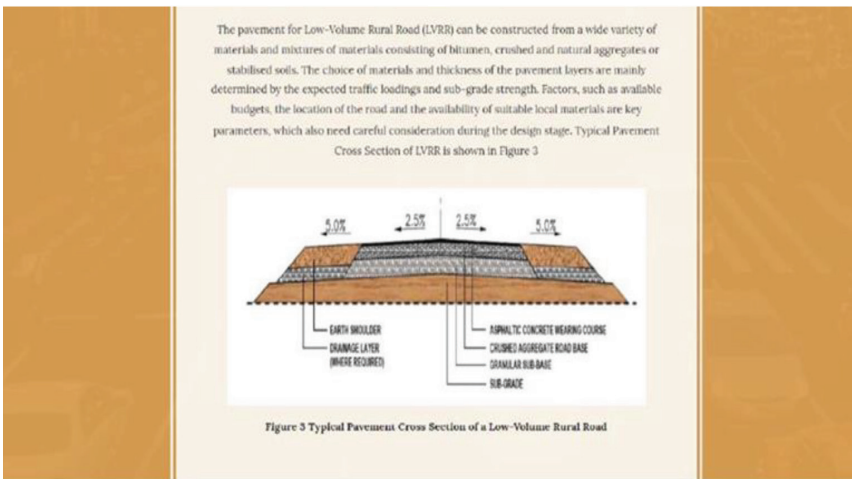 The pavement for Low-Volume Rural Road (LVRR) can be constructed from a wide variety of
materials and mixtures of materials consisting of bitumen, crushed and natural aggregates or
stabilised soils. The choice of materials and thickness of the pavement layers are mainly
determined by the expected traffic loadings and sub-grade strength. Factors, such as available
budgets, the location of the road and the availability of suitable local materials are key
parameters, which also need careful consideration during the design stage. Typical Pavement
Cross Section of LVRR is shown in Figure 3
5.0% 2.5% 2.5% 5.0%
EARTH SHOULDER
DRAINAGE LAYER
(WHERE REQUIRED)
ASPHALTIC CONCRETE WEARING COURSE
CRUSHED AGGREGATE ROAD BASE
GRANULAR SUB-BASE
SUB-GRADE
Figure 3 Typical Pavement Cross Section of a Low-Volume Rural Road